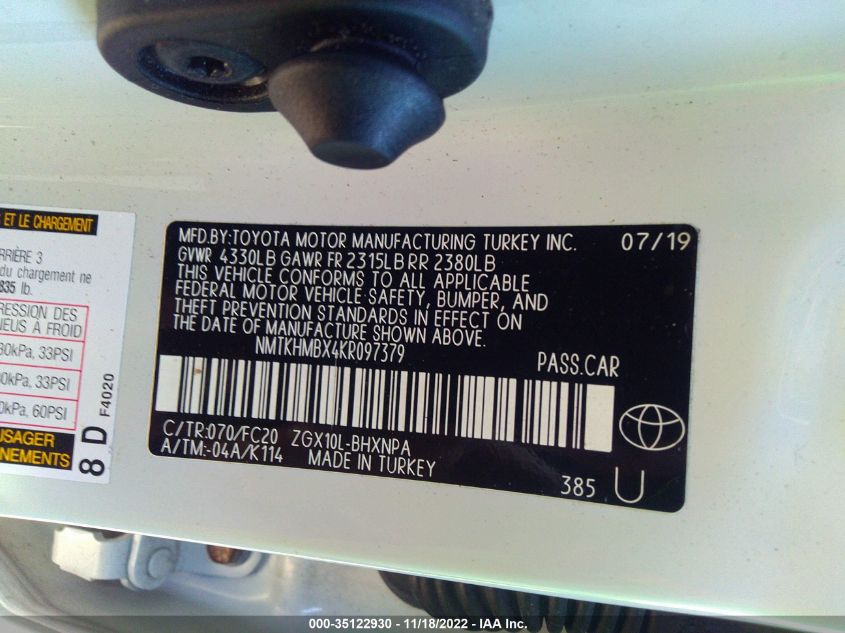 S ET LE CHARGEMENT
RRIÈRE 3
du chargement ne
835 lb.
RESSION DES
NEUS À FROID
30kPa, 33PSI
30kPa, 33PSI
0kPa, 60PSI
USAGER
NEMENTS
8 D
F4020
MFD.BY:TOYOTA MOTOR MANUFACTURING TURKEY INC. 07/19
GVWR 4330LB GAWR FR 2315LB RR 2380LB
THIS VEHICLE CONFORMS TO ALL APPLICABLE
FEDERAL MOTOR VEHICLE SAFETY, BUMPER, AND
THEFT PREVENTION STANDARDS IN EFFECT ON
THE DATE OF MANUFACTURE SHOWN ABOVE.
NMTKHMBX4KR097379 PASS.CAR
C/TR:070/FC20 ZGX10L-BHXNPA
A/TM:-04A/K114 MADE IN TURKEY
385 U
000-35122930 - 11/18/2022 - IAA Inc.